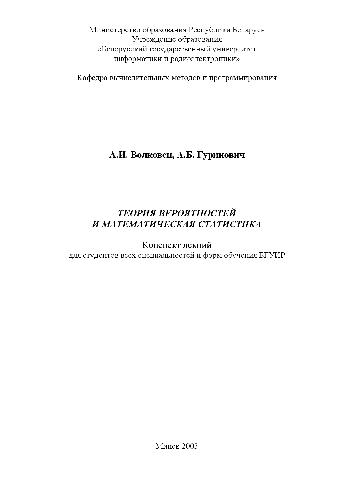 Министерство образования Республики Беларусь
Учреждение образования
«Белорусский государственный университет
информатики и радиоэлектроники»
Кафедра вычислительных методов и программирования
А.И. Волковец, А.Б. Гуринович
ТЕОРИЯ ВЕРОЯТНОСТЕЙ
И МАТЕМАТИЧЕСКАЯ СТАТИСТИКА
Конспект лекций
для студентов всех специальностей и форм обучения БГУИР
Минск 2003